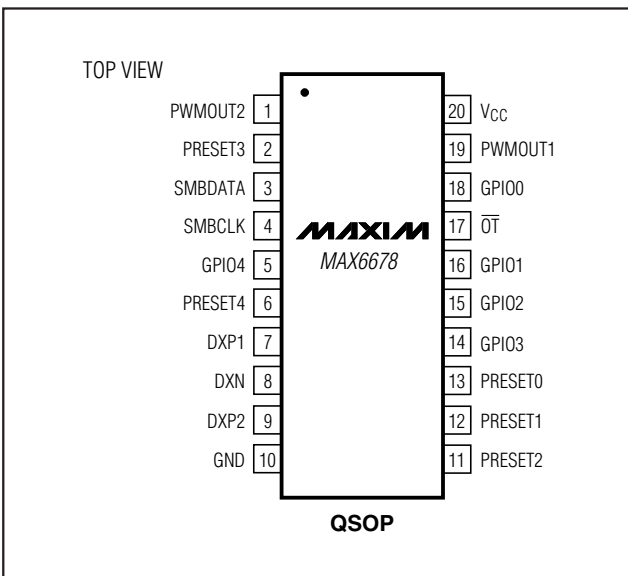 TOP VIEW
PWMOUT2 1
PRESET3 2
SMBDATA 3
SMBCLK 4
GPIO4 5
PRESET4 6
DXP1 7
DXN 8
DXP2 9
GND 10
MAXIM
MAX6678
20 VCC
19 PWMOUT1
18 GPIO0
17 O̅T̅
16 GPIO1
15 GPIO2
14 GPIO3
13 PRESET0
12 PRESET1
11 PRESET2
QSOP